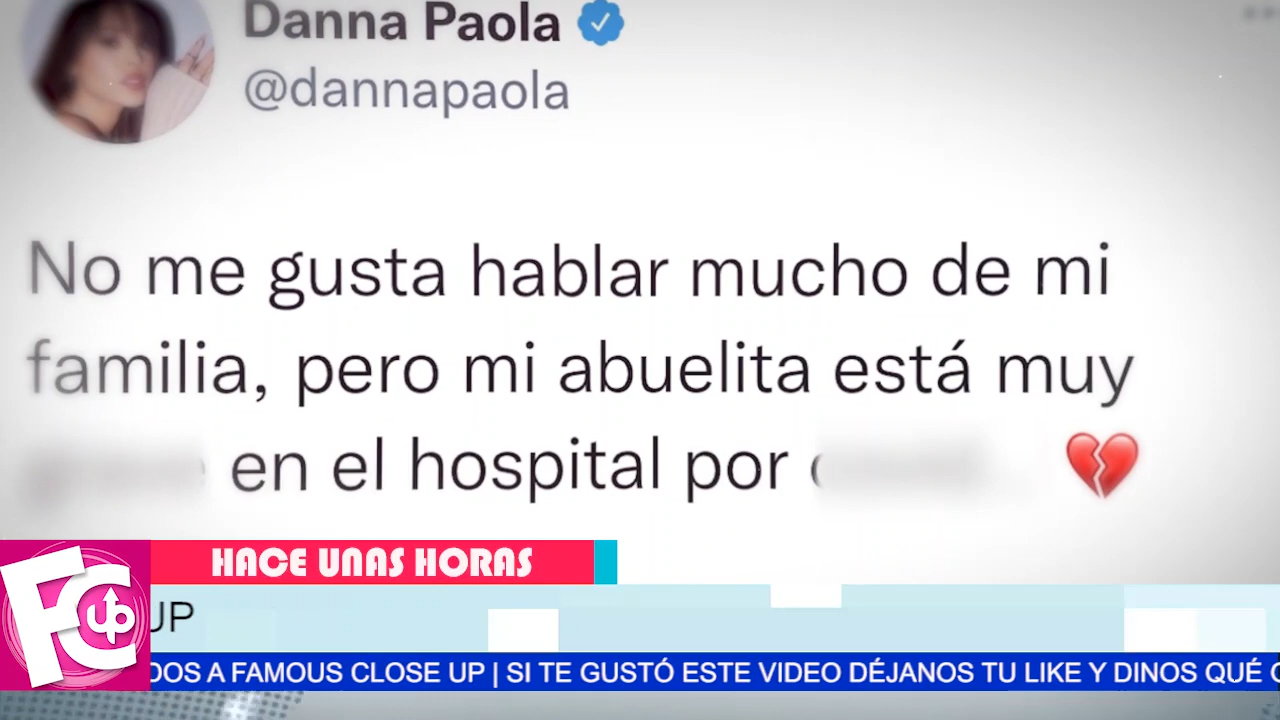 Danna Paola
@dannapaola
No me gusta hablar mucho de mi
familia, pero mi abuelita está muy
en el hospital por
HACE UNAS HORAS
FC up
UP
DOS A FAMOUS CLOSE UP | SI TE GUSTÓ ESTE VIDEO DÉJANOS TU LIKE Y DINOS QUÉ